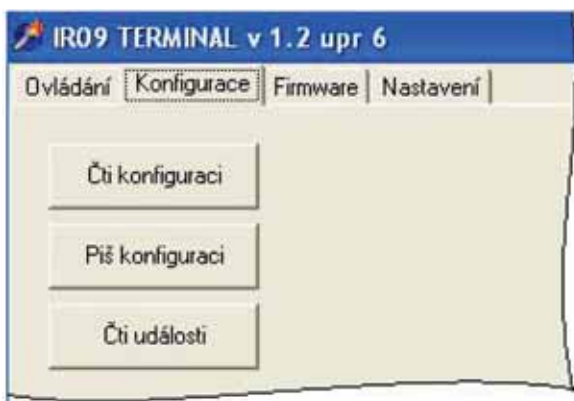 IR09 TERMINAL v 1.2 upr 6
Ovládání Konfigurace Firmware Nastavení
Čti konfiguraci
Piš konfiguraci
Čti události